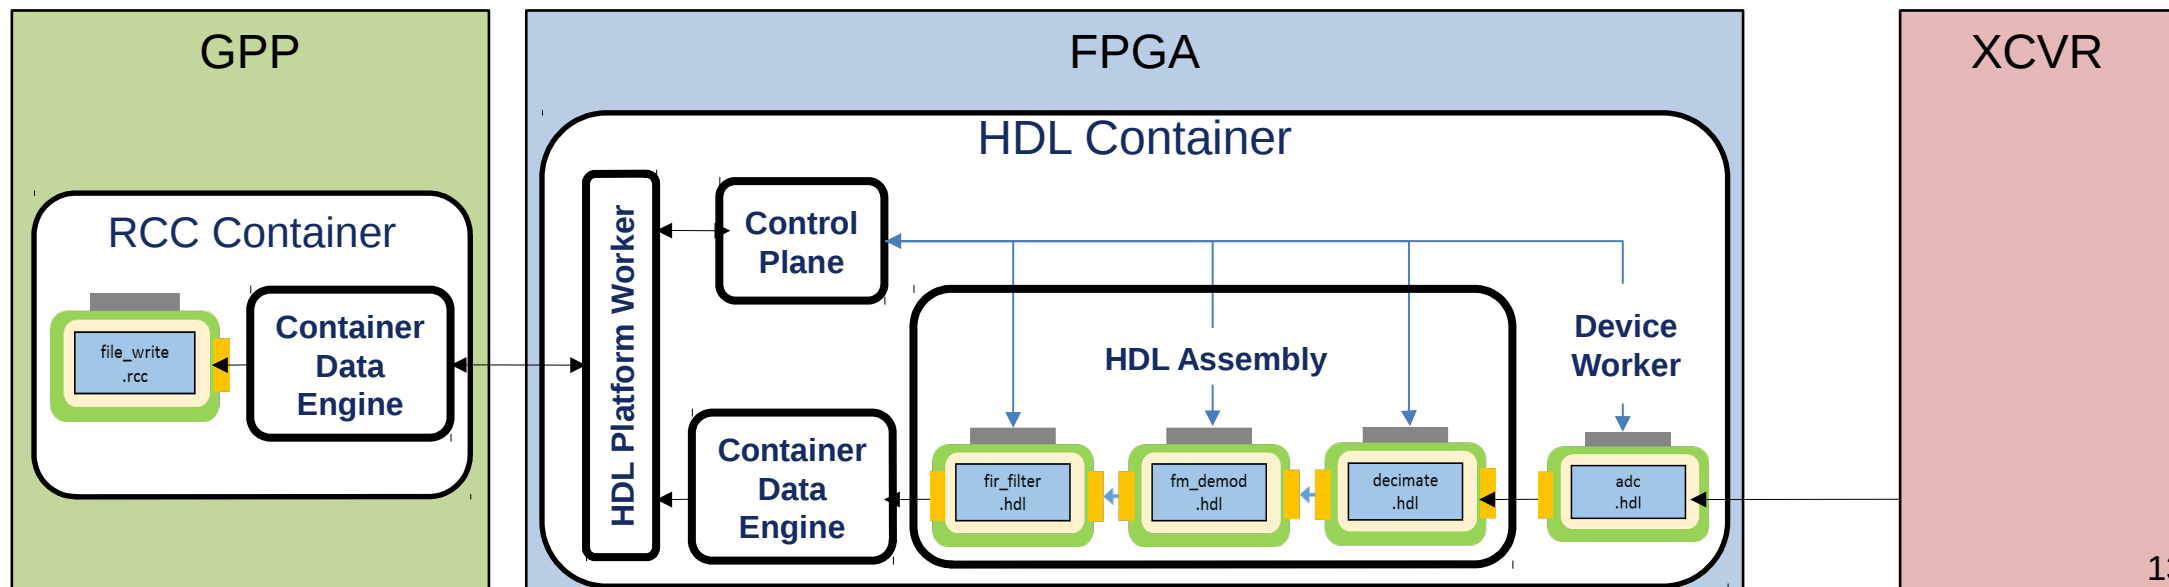 GPP
FPGA
XCVR
HDL Container
RCC Container
HDL Platform Worker
Control
Plane
Container
Data
Engine
file_write
.rcc
HDL Assembly
Device
Worker
Container
Data
Engine
fir_filter
.hdl
fm_demod
.hdl
decimate
.hdl
adc
.hdl